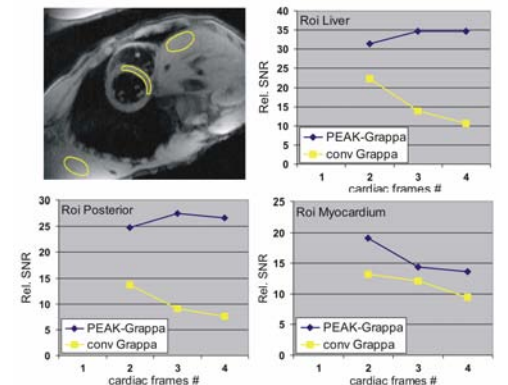 Roi Liver
Rel. SNR
40
35
30
25
20
15
10
5
0
PEAK-Grappa
conv Grappa
1 2 3 4
cardiac frames #
Roi Posterior
Rel. SNR
30
25
20
15
10
5
0
PEAK-Grappa
conv Grappa
1 2 3 4
cardiac frames #
Roi Myocardium
Rel. SNR
25
20
15
10
5
0
PEAK-Grappa
conv Grappa
1 2 3 4
cardiac frames #